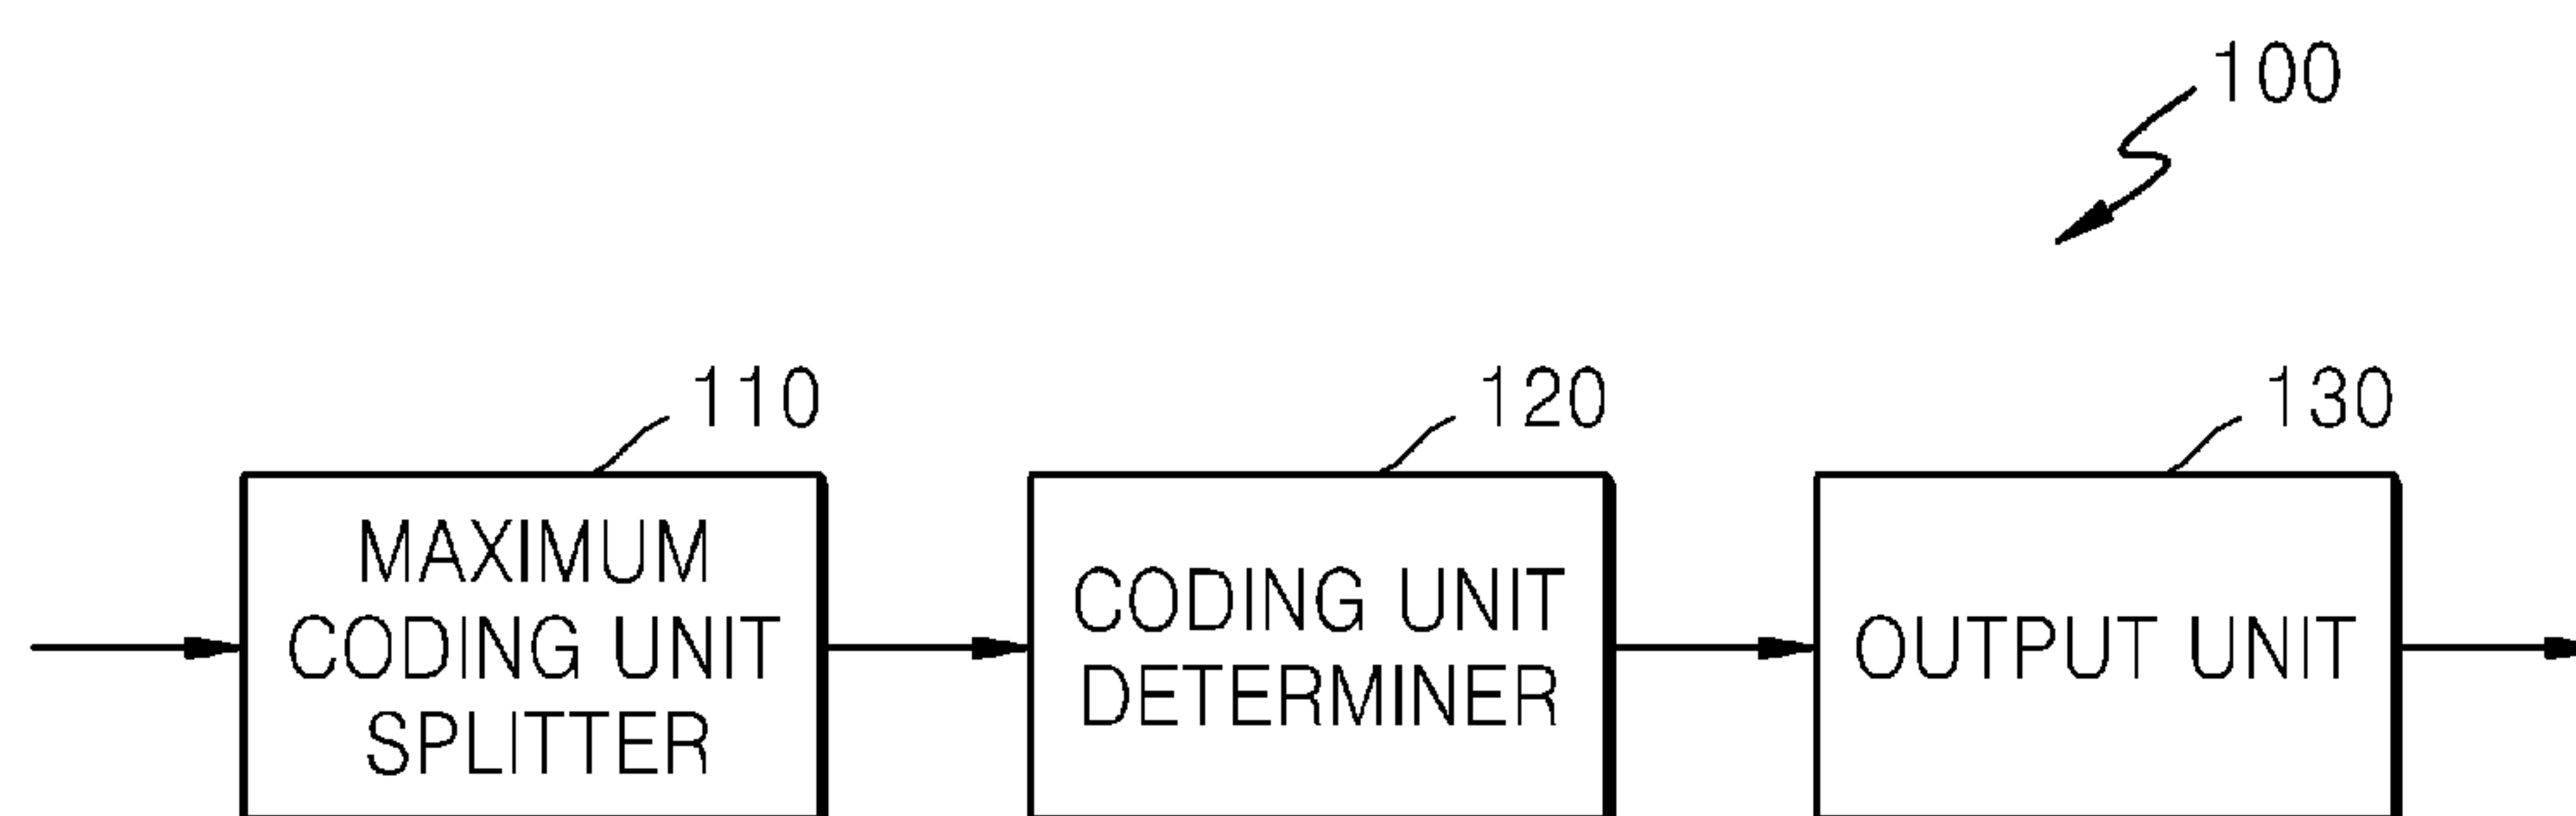 100
110
120
130
MAXIMUM
CODING UNIT
SPLITTER
CODING UNIT
DETERMINER
OUTPUT UNIT